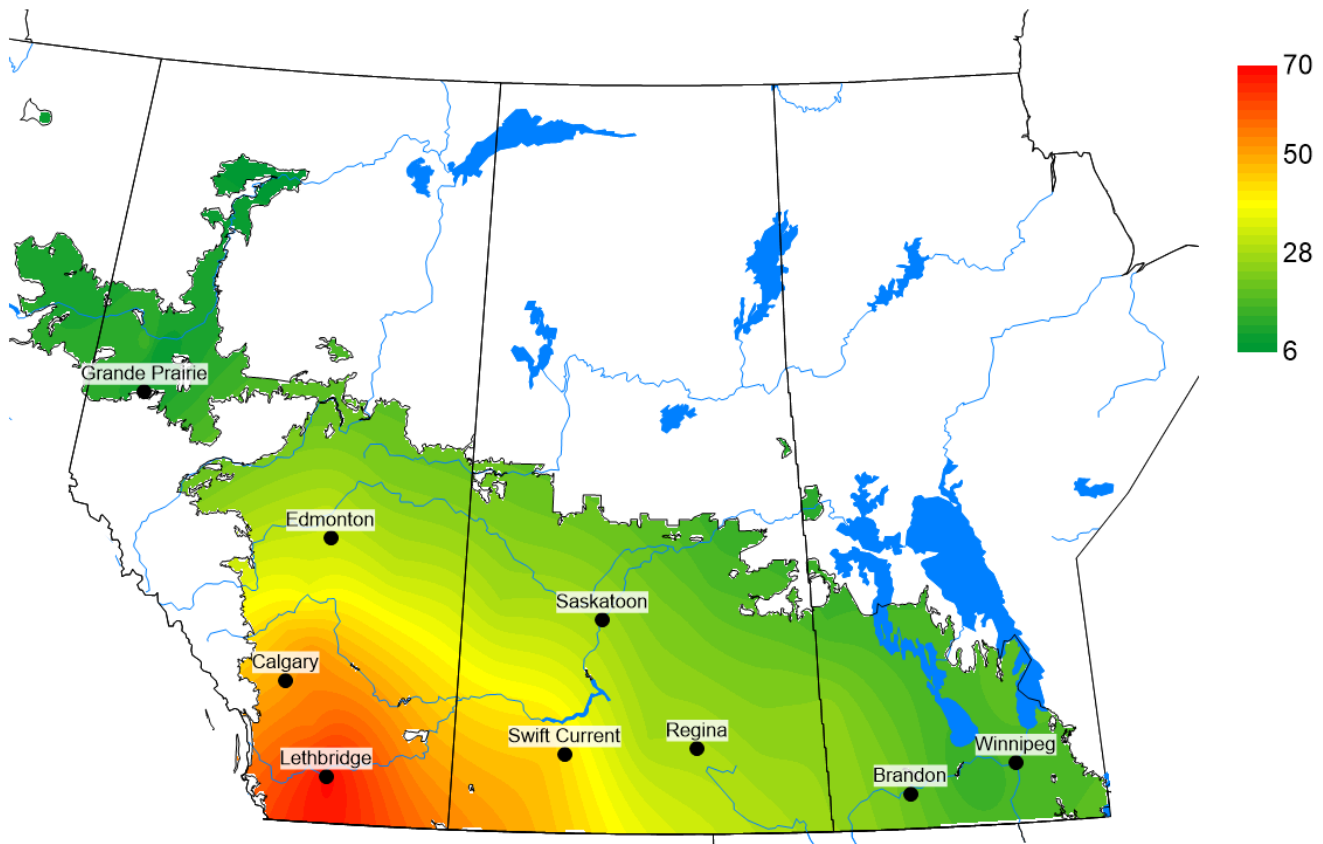 70
50
28
6
Grande Prairie
Edmonton
Saskatoon
Calgary
Swift Current
Regina
Lethbridge
Winnipeg
Brandon